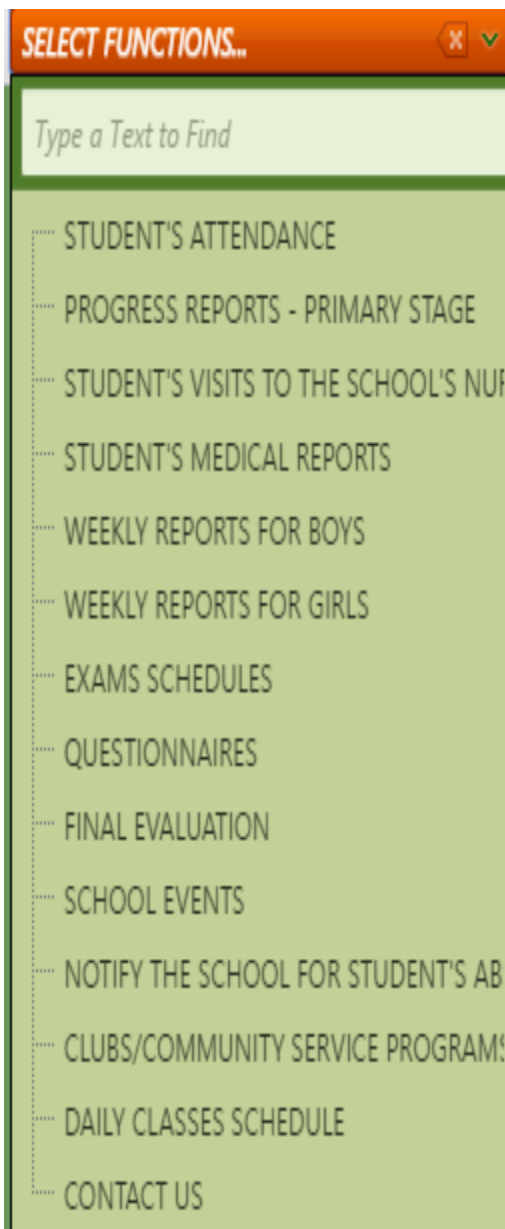 SELECT FUNCTIONS...
Type a Text to Find
STUDENT'S ATTENDANCE
PROGRESS REPORTS - PRIMARY STAGE
STUDENT'S VISITS TO THE SCHOOL'S
STUDENT'S MEDICAL REPORTS
WEEKLY REPORTS FOR BOYS
WEEKLY REPORTS FOR GIRLS
EXAMS SCHEDULES
QUESTIONNAIRES
FINAL EVALUATION
SCHOOL EVENTS
NOTIFY THE SCHOOL FOR STUDENT'S AB
CLUBS/COMMUNITY SERVICE PROGRAMS
DAILY CLASSES SCHEDULE
CONTACT US